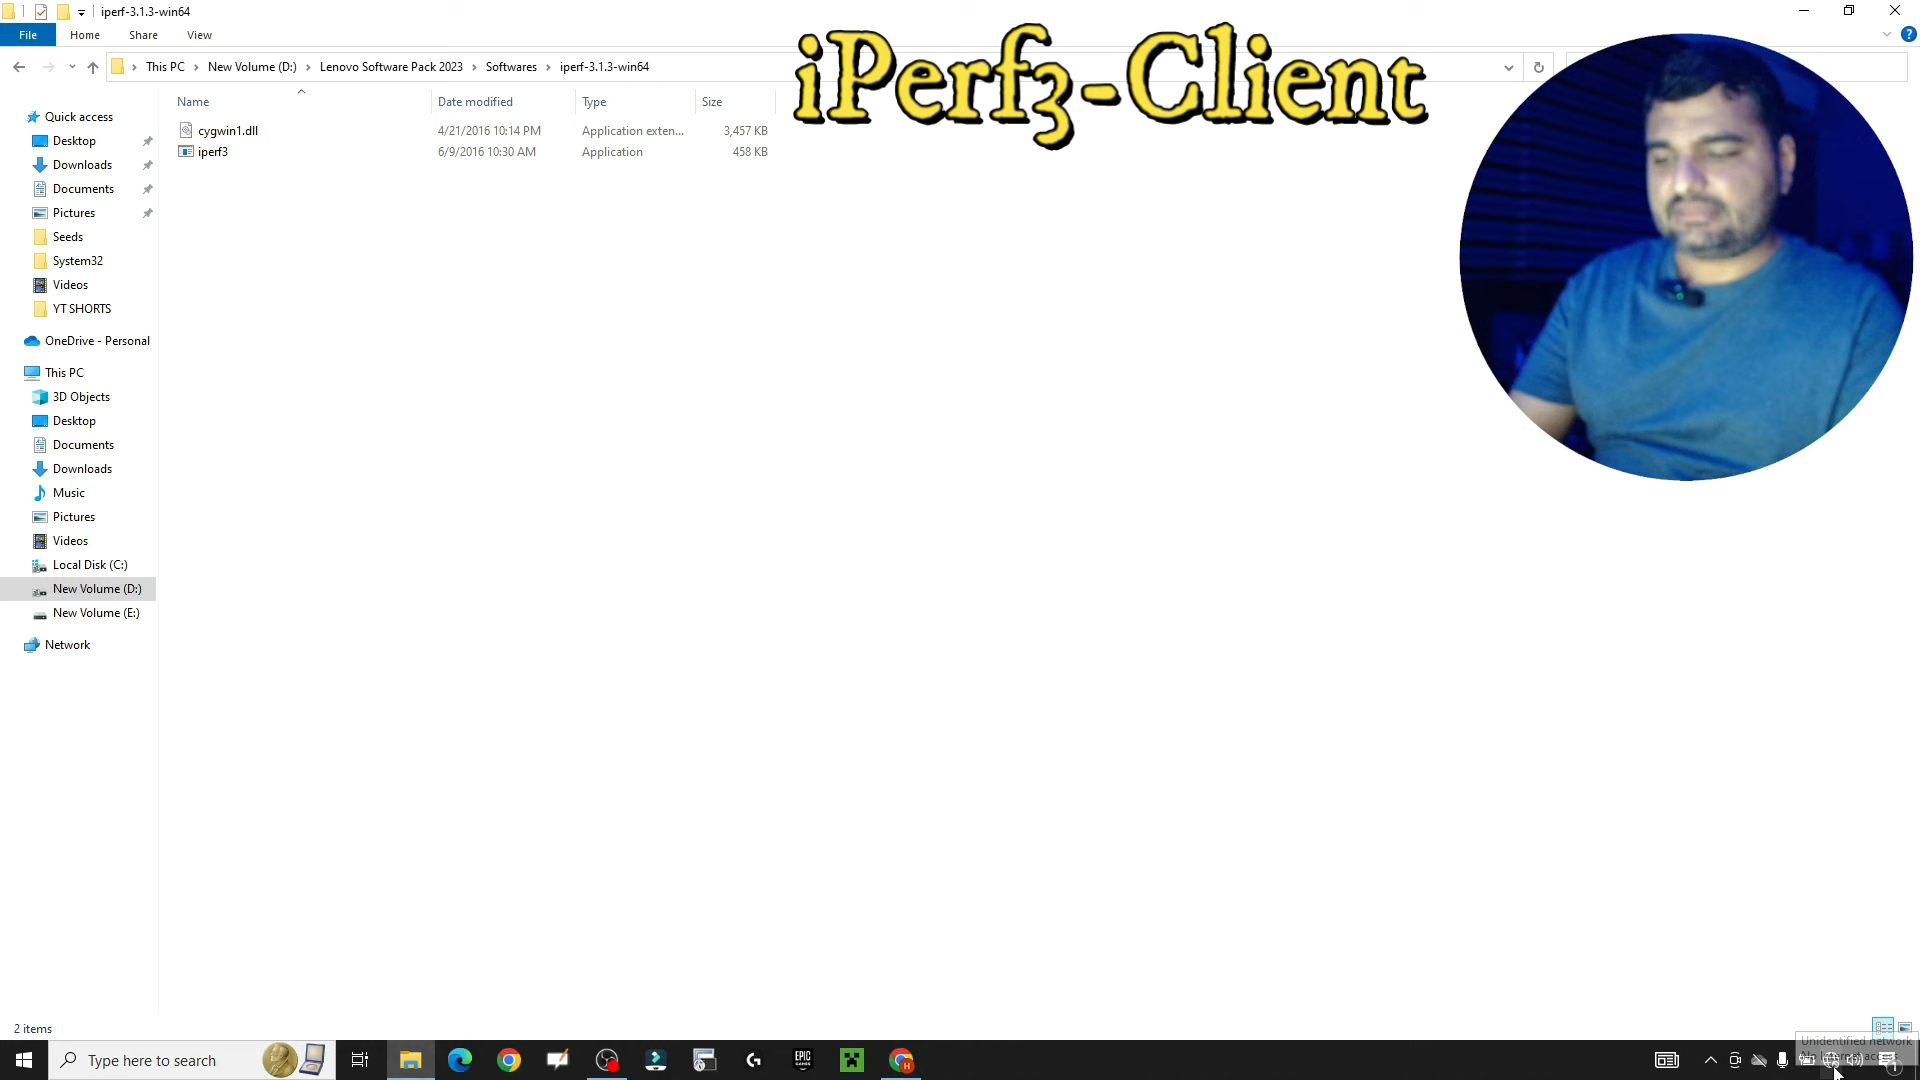 iperf-3.1.3-win64
File Home Share View
This PC New Volume (D:) Lenovo Software Pack 2023 Softwares iperf-3.1.3-win64
iPerf3-Client
Name Date modified Type Size
cygwin1.dll 4/21/2016 10:14 PM Application exten... 3,457 KB
iperf3 6/9/2016 10:30 AM Application 458 KB
Quick access
Desktop
Downloads
Documents
Pictures
Seeds
System32
Videos
YT SHORTS
OneDrive - Personal
This PC
3D Objects
Desktop
Documents
Downloads
Music
Pictures
Videos
Local Disk (C:)
New Volume (D:)
New Volume (E:)
Network
2 items
Unidentified network
Type here to search
EPIC GAMES
H
1